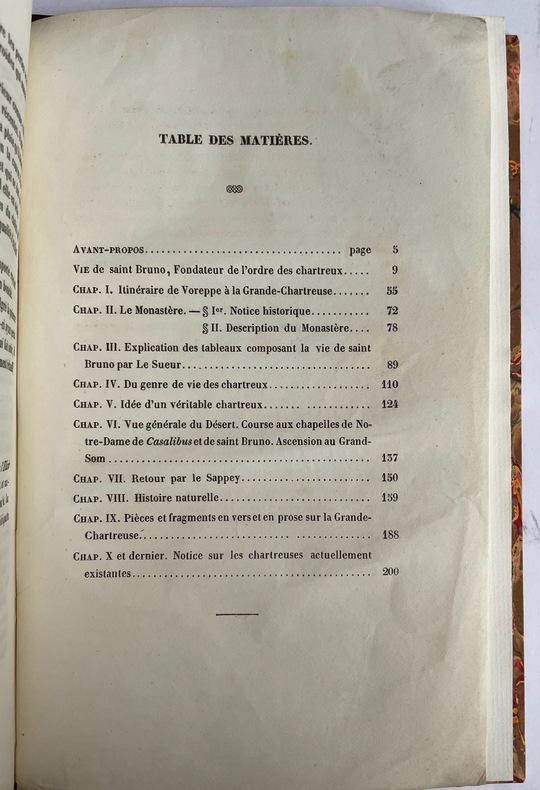 TABLE DES MATIÈRES.
AVANT-PROPOS................................... page 5
VIE de saint Bruno, Fondateur de l'ordre des chartreux..... 9
CHAP. I. Itinéraire de Voreppe à la Grande-Chartreuse....... 55
CHAP. II. Le Monastère. — § Ier. Notice historique........... 72
§ II. Description du Monastère.... 78
CHAP. III. Explication des tableaux composant la vie de saint
Bruno par Le Sueur................................. 89
CHAP. IV. Du genre de vie des chartreux.................. 110
CHAP. V. Idée d'un véritable chartreux....... ........... 124
CHAP. VI. Vue générale du Désert. Course aux chapelles de No-
tre-Dame de Casalibus et de saint Bruno. Ascension au Grand-
Som............................................... 137
CHAP. VII. Retour par le Sappey....................... 150
CHAP. VIII. Histoire naturelle........................... 159
CHAP. IX. Pièces et fragments en vers et en prose sur la Grande-
Chartreuse........................... .............. 188
CHAP. X et dernier. Notice sur les chartreuses actuellement
existantes........................................... 200